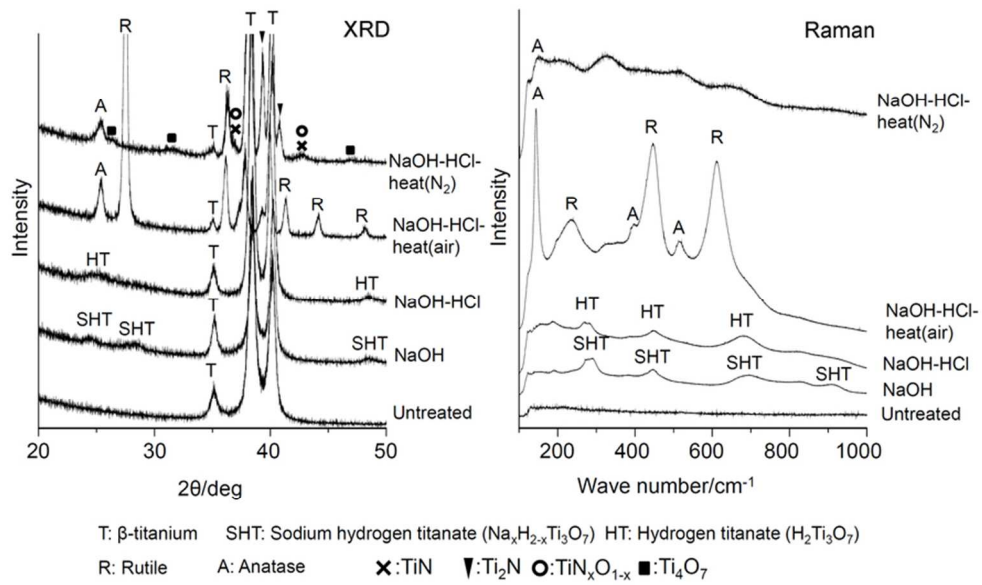 XRD
R
T T
A
R
T
NaOH-HCl-
heat(N₂)
A
T
R
R
R
NaOH-HCl-
heat(air)
HT
T
HT
NaOH-HCl
SHT
SHT
T
SHT
NaOH
T
Untreated
Intensity
20 30 40 50
2θ/deg
Raman
A
NaOH-HCl-
heat(N₂)
A
R
R
A
R
A
NaOH-HCl-
heat(air)
HT
HT
HT
NaOH-HCl
SHT
SHT
SHT
SHT
NaOH
Untreated
Intensity
200 400 600 800 1000
Wave number/cm⁻¹
T: β-titanium SHT: Sodium hydrogen titanate (NaₓH₂₋ₓTi₃O₇) HT: Hydrogen titanate (H₂Ti₃O₇)
R: Rutile A: Anatase ×:TiN ▼:Ti₂N O:TiNₓO₁₋ₓ ■:Ti₄O₇